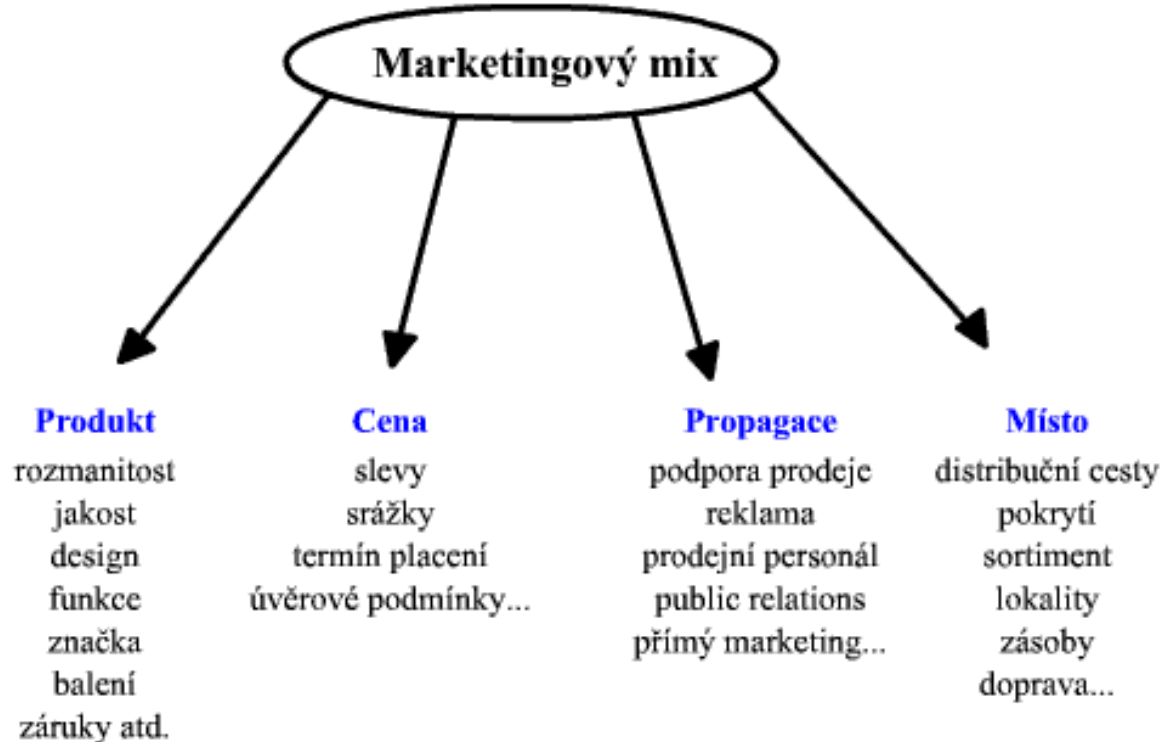 Marketingový mix
Produkt
rozmanitost
jakost
design
funkce
značka
balení
záruky atd.
Cena
slevy
srážky
termín placení
úvěrové podmínky...
Propagace
podpora prodeje
reklama
prodejní personál
public relations
přímý marketing...
Místo
distribuční cesty
pokrytí
sortiment
lokality
zásoby
doprava...